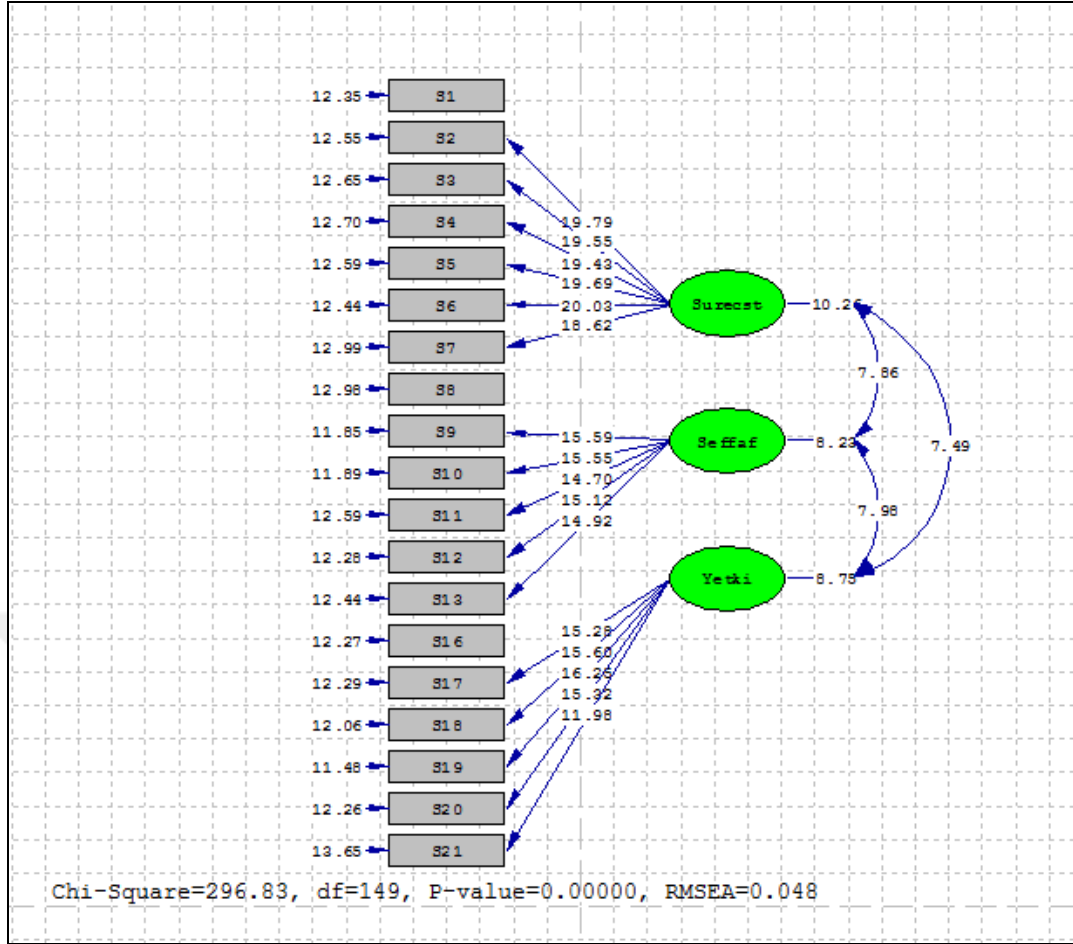 12.35 S1
12.55 S2
12.65 S3
12.70 S4
19.79
12.59 S5
19.55
19.43
19.69
12.44 S6
20.03
Surecst
10.26
18.62
12.99 S7
7.86
12.98 S8
11.85 S9
15.59
Seffaf
8.23
7.49
15.55
11.89 S10
14.70
15.12
12.59 S11
14.92
7.98
12.28 S12
Yetki
8.75
12.44 S13
15.28
12.27 S16
15.60
16.25
12.29 S17
15.32
11.98
12.06 S18
11.48 S19
12.26 S20
13.65 S21
Chi-Square=296.83, df=149, P-value=0.00000, RMSEA=0.048